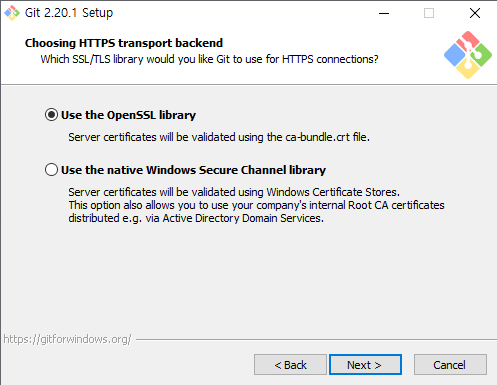 Git 2.20.1 Setup
Choosing HTTPS transport backend
Which SSL/TLS library would you like Git to use for HTTPS connections?
Use the OpenSSL library
Server certificates will be validated using the ca-bundle.crt file.
Use the native Windows Secure Channel library
Server certificates will be validated using Windows Certificate Stores.
This option also allows you to use your company's internal Root CA certificates
distributed e.g. via Active Directory Domain Services.
https://gitforwindows.org/
< Back
Next >
Cancel